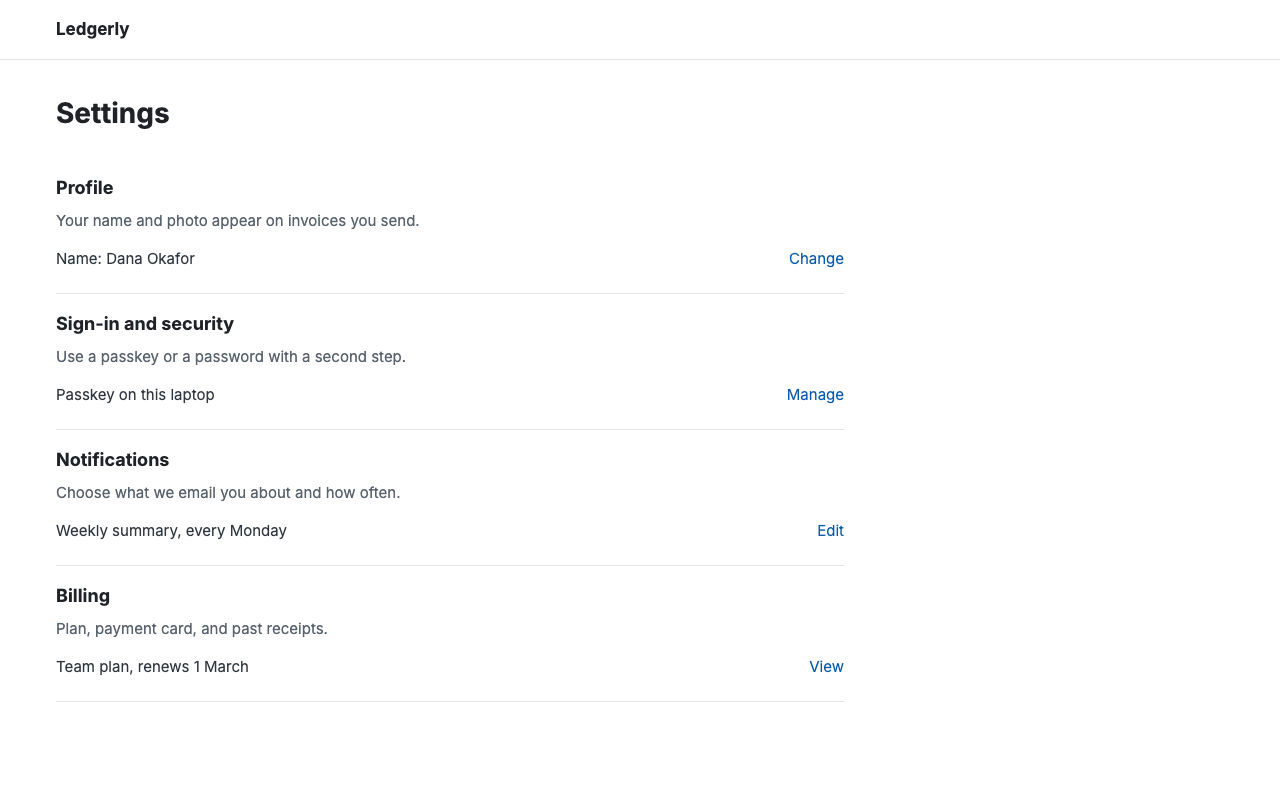 Ledgerly
Settings
Profile
Your name and photo appear on invoices you send.
Name: Dana Okafor
Change
Sign-in and security
Use a passkey or a password with a second step.
Passkey on this laptop
Manage
Notifications
Choose what we email you about and how often.
Weekly summary, every Monday
Edit
Billing
Plan, payment card, and past receipts.
Team plan, renews 1 March
View